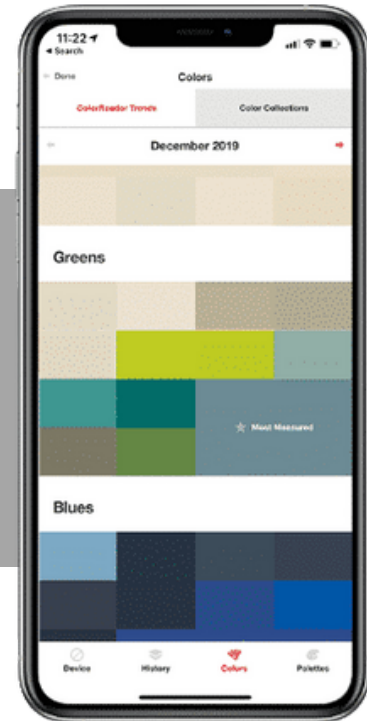 11:22
Search
Done
Colors
ColorReader Trends
Color Collections
December 2019
Greens
Most Measured
Blues
Device
History
Colors
Palettes